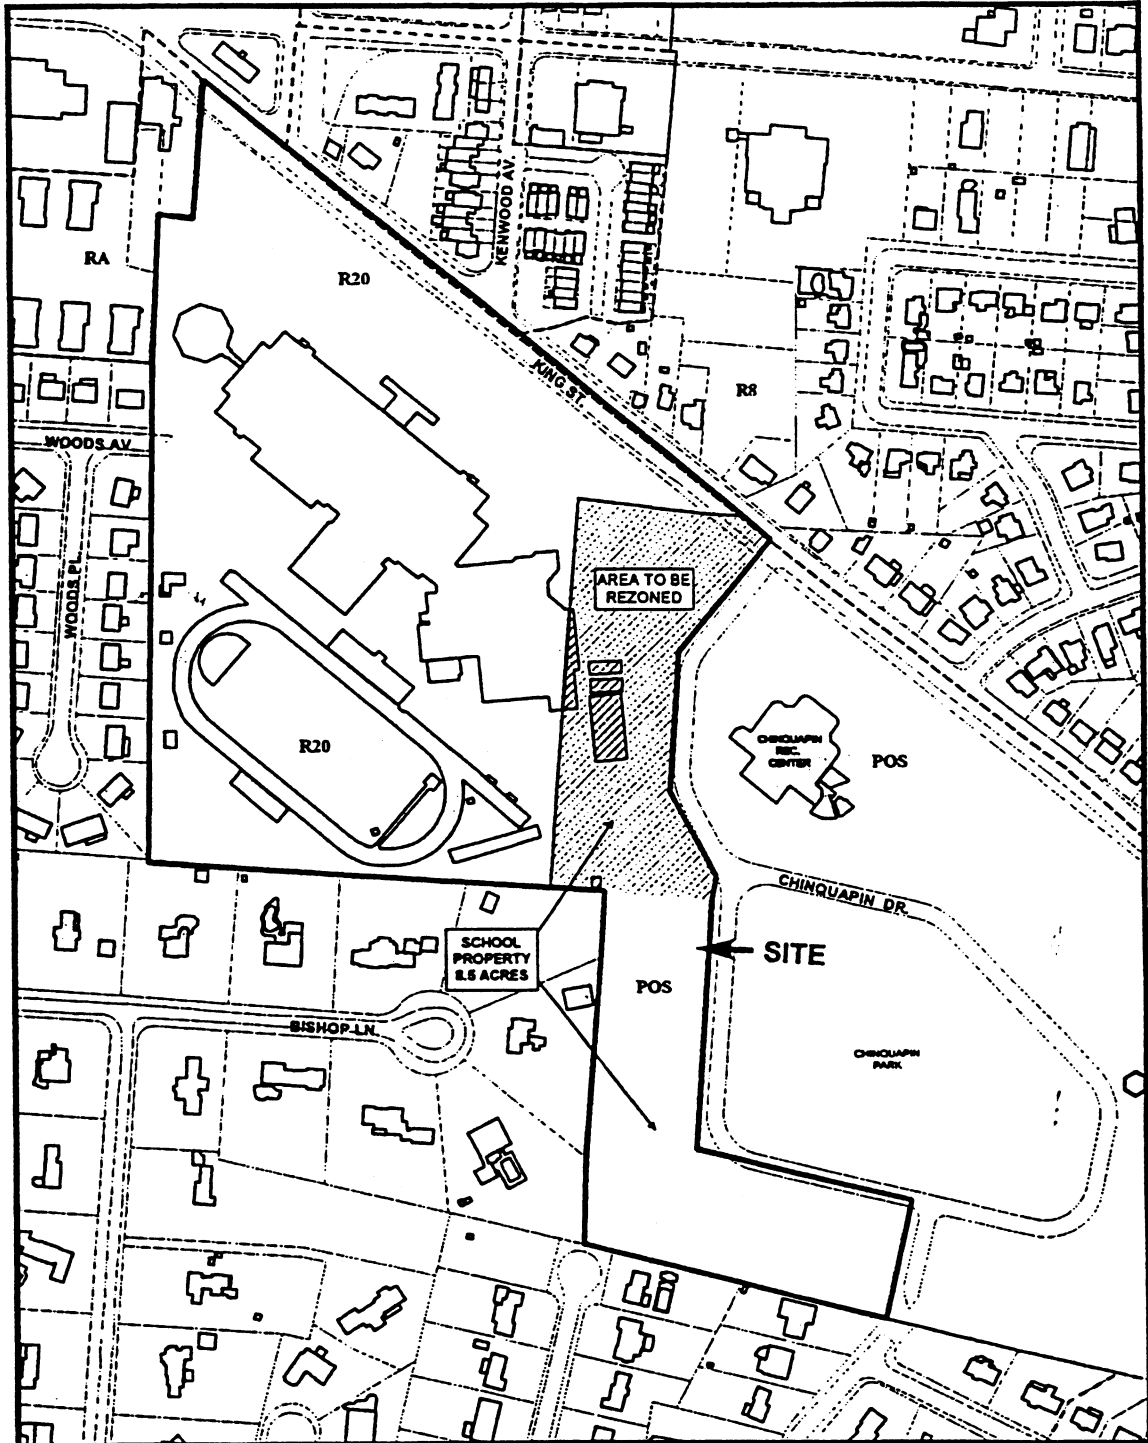 KENWOOD AV.
RA
R20
KING ST.
R8
WOODS AV
WOODS PL.
AREA TO BE
REZONED
R20
CHINQUAPIN
REC.
CENTER
POS
CHINQUAPIN DR.
SCHOOL
PROPERTY
8.5 ACRES
SITE
POS
BISHOP LN.
CHINQUAPIN
PARK